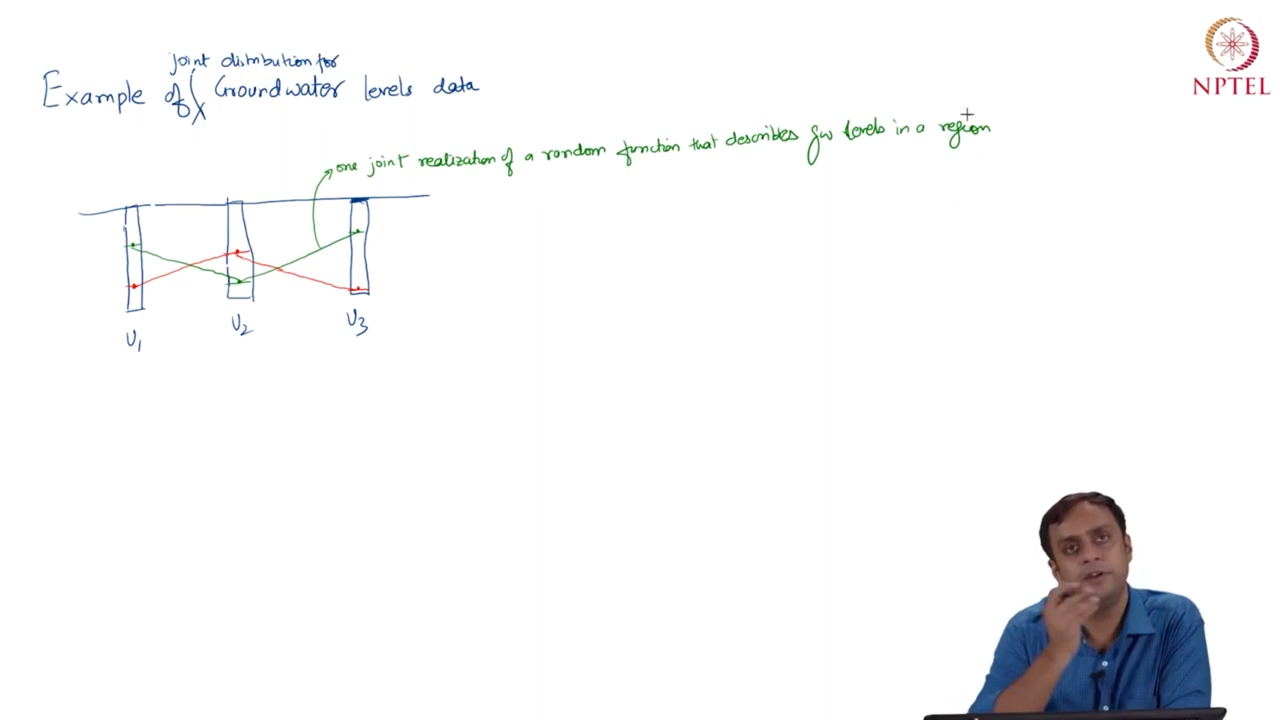 joint distribution for
Example of Groundwater levels data
NPTEL
one joint realization of a random function that describes gw levels in a region
U1 U2 U3